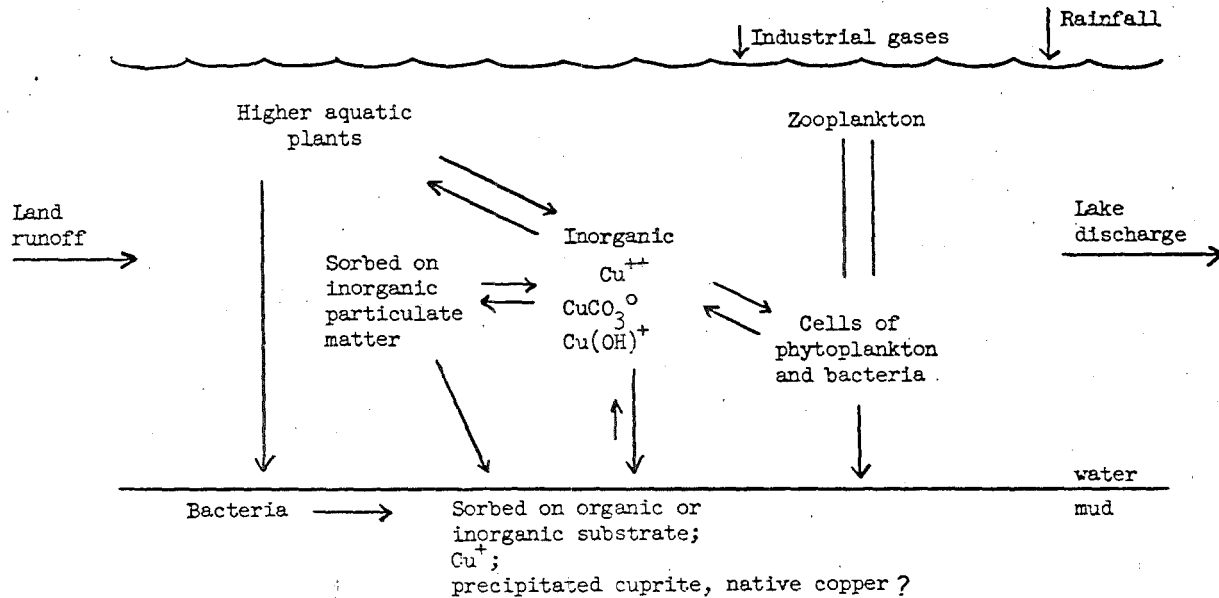 Rainfall
Industrial gases
Higher aquatic
plants
Zooplankton
Land
runoff
Lake
discharge
Inorganic
Cu++
CuCO3o
Cu(OH)+
Sorbed on
inorganic
particulate
matter
Cells of
phytoplankton
and bacteria
water
mud
Bacteria
Sorbed on organic or
inorganic substrate;
Cu+;
precipitated cuprite, native copper ?